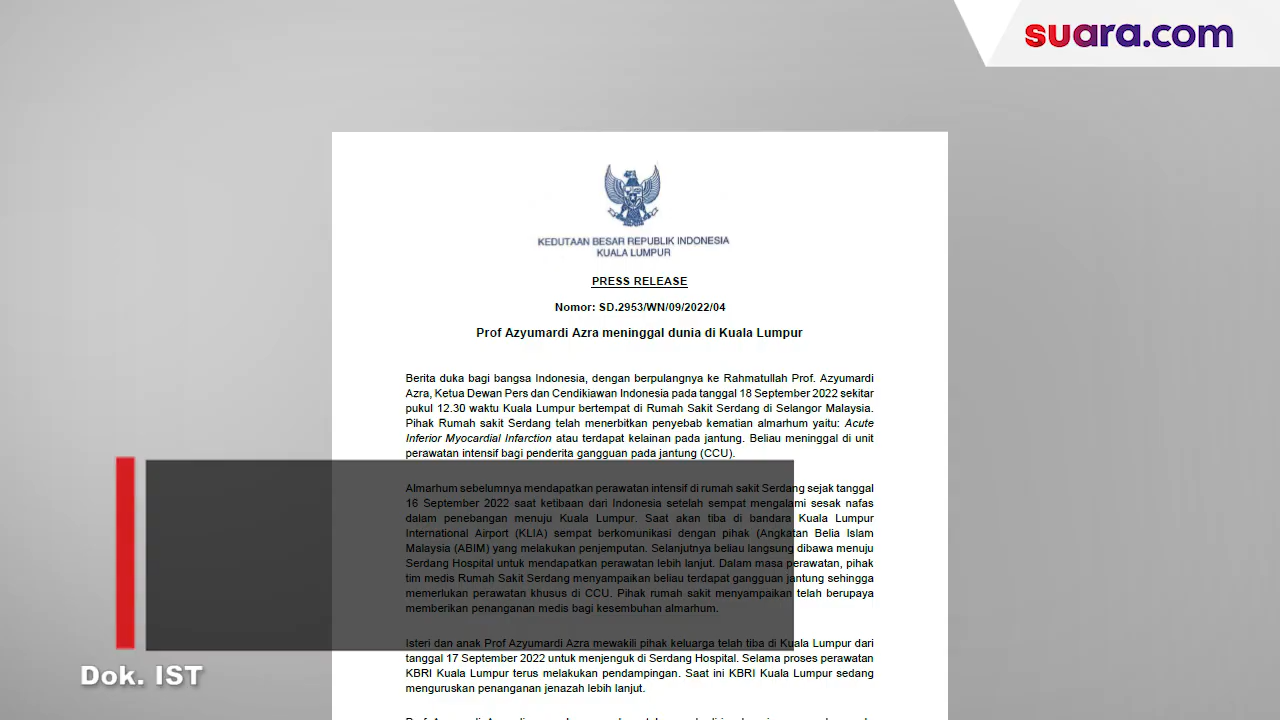 suara.com
KEDUTAAN BESAR REPUBLIK INDONESIA
KUALA LUMPUR
PRESS RELEASE
Nomor: SD.2953/WN/09/2022/04
Prof Azyumardi Azra meninggal dunia di Kuala Lumpur
Berita duka bagi bangsa Indonesia, dengan berpulangnya ke Rahmatullah Prof. Azyumardi
Azra, Ketua Dewan Pers dan Cendikiawan Indonesia pada tanggal 18 September 2022 sekitar
pukul 12.30 waktu Kuala Lumpur bertempat di Rumah Sakit Serdang di Selangor Malaysia.
Pihak Rumah sakit Serdang telah menerbitkan penyebab kematian almarhum yaitu: Acute
Inferior Myocardial Infarction atau terdapat kelainan pada jantung. Beliau meninggal di unit
perawatan intensif bagi penderita gangguan pada jantung (CCU).
Almarhum sebelumnya mendapatkan perawatan intensif di rumah sakit Serdang sejak tanggal
16 September 2022 saat ketibaan dari Indonesia setelah sempat mengalami sesak nafas
dalam penebangan menuju Kuala Lumpur. Saat akan tiba di bandara Kuala Lumpur
International Airport (KLIA) sempat berkomunikasi dengan pihak (Angkatan Belia Islam
Malaysia (ABIM) yang melakukan penjemputan. Selanjutnya beliau langsung dibawa menuju
Serdang Hospital untuk mendapatkan perawatan lebih lanjut. Dalam masa perawatan, pihak
tim medis Rumah Sakit Serdang menyampaikan beliau terdapat gangguan jantung sehingga
memerlukan perawatan khusus di CCU. Pihak rumah sakit menyampaikan telah berupaya
memberikan penanganan medis bagi kesembuhan almarhum.
Isteri dan anak Prof Azyumardi Azra mewakili pihak keluarga telah tiba di Kuala Lumpur dari
tanggal 17 September 2022 untuk menjenguk di Serdang Hospital. Selama proses perawatan
KBRI Kuala Lumpur terus melakukan pendampingan. Saat ini KBRI Kuala Lumpur sedang
menguruskan penanganan jenazah lebih lanjut.
Dok. IST